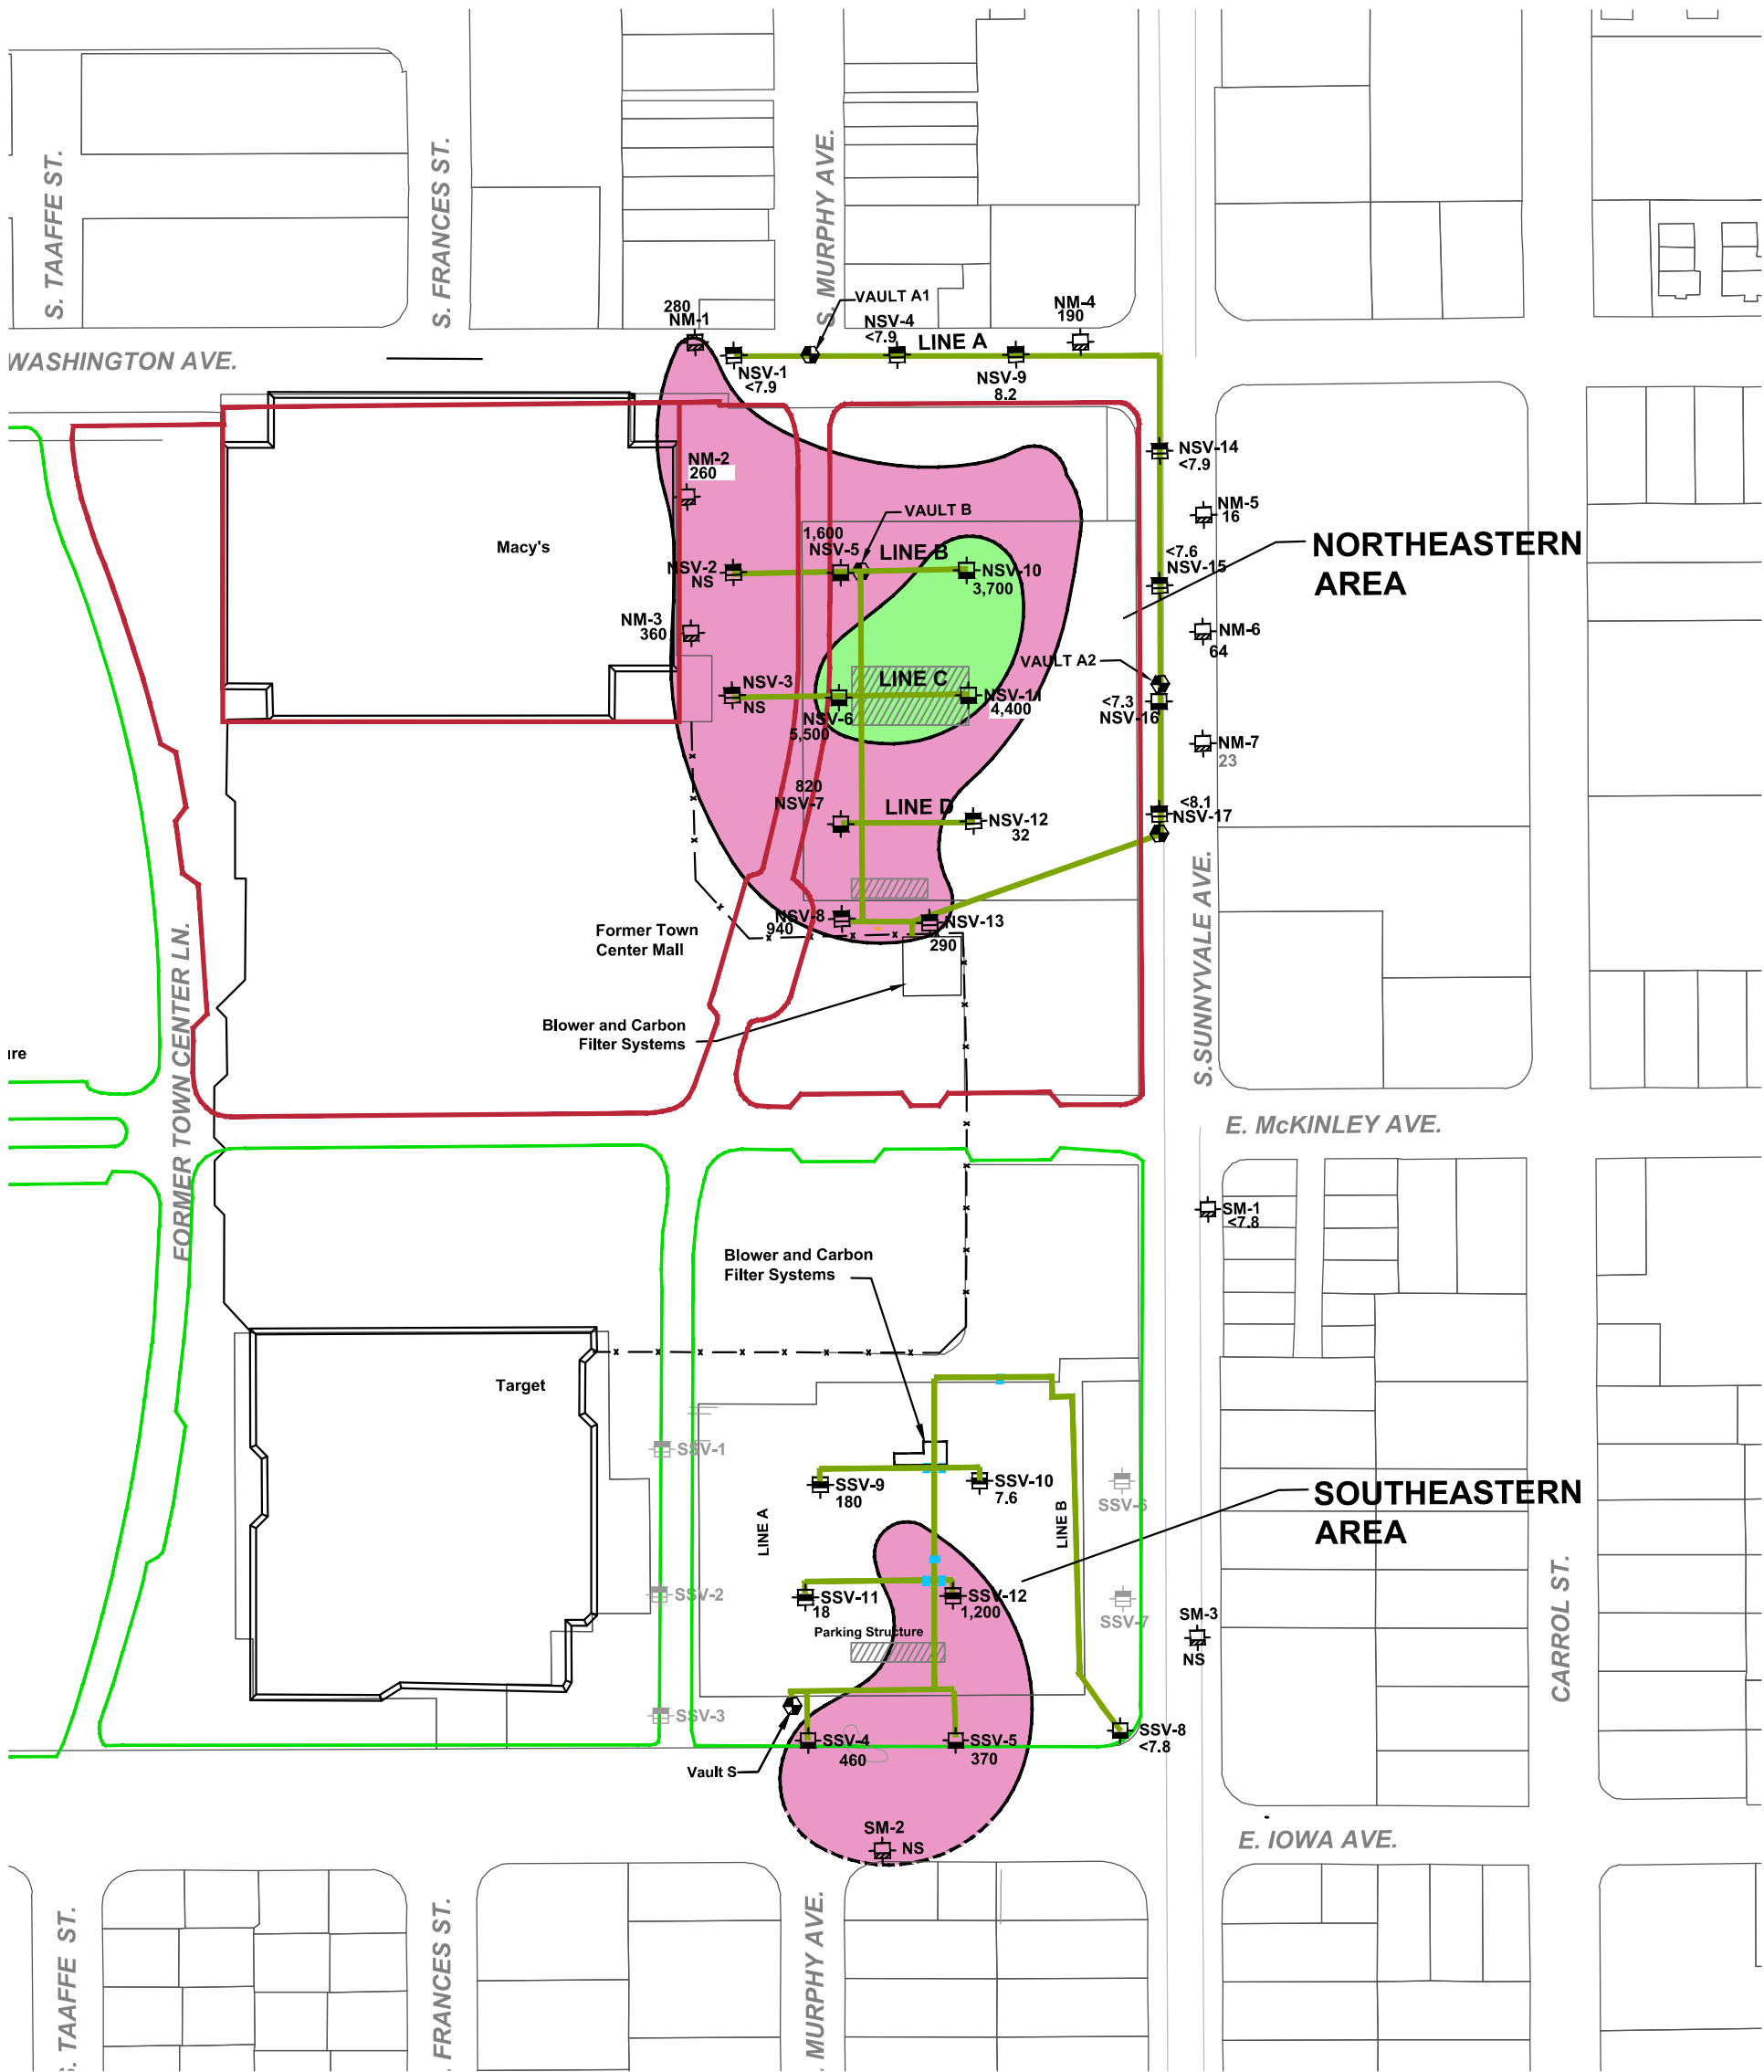 S. TAAFFE ST.
S. FRANCES ST.
S. MURPHY AVE.
280
NM-1
VAULT A1
NSV-4
<7.9
LINE A
NM-4
190
WASHINGTON AVE.
NSV-1
<7.9
NSV-9
8.2
NSV-14
<7.9
NM-2
260
NM-5
16
VAULT B
Macy's
1,600
NSV-5
LINE B
NORTHEASTERN
AREA
<7.6
NSV-15
NSV-2
NS
NSV-10
3,700
NM-3
360
NM-6
64
VAULT A2
NSV-3
NS
LINE C
NSV-6
5,500
NSV-11
4,400
<7.3
NSV-16
NM-7
23
820
NSV-7
LINE D
NSV-12
32
<8.1
NSV-17
NSV-8
940
NSV-13
290
Former Town
Center Mall
Blower and Carbon
Filter Systems
S.SUNNYVALE AVE.
FORMER TOWN CENTER LN.
E. McKINLEY AVE.
SM-1
<7.8
Blower and Carbon
Filter Systems
Target
SSV-1
SSV-9
180
SSV-10
7.6
SSV-6
LINE A
LINE B
SOUTHEASTERN
AREA
SSV-2
SSV-11
18
SSV-12
1,200
SSV-7
Parking Structure
SM-3
NS
CARROL ST.
SSV-3
SSV-4
460
SSV-5
370
SSV-8
<7.8
Vault S
SM-2
NS
E. IOWA AVE.
S. TAAFFE ST.
FRANCES ST.
MURPHY AVE.